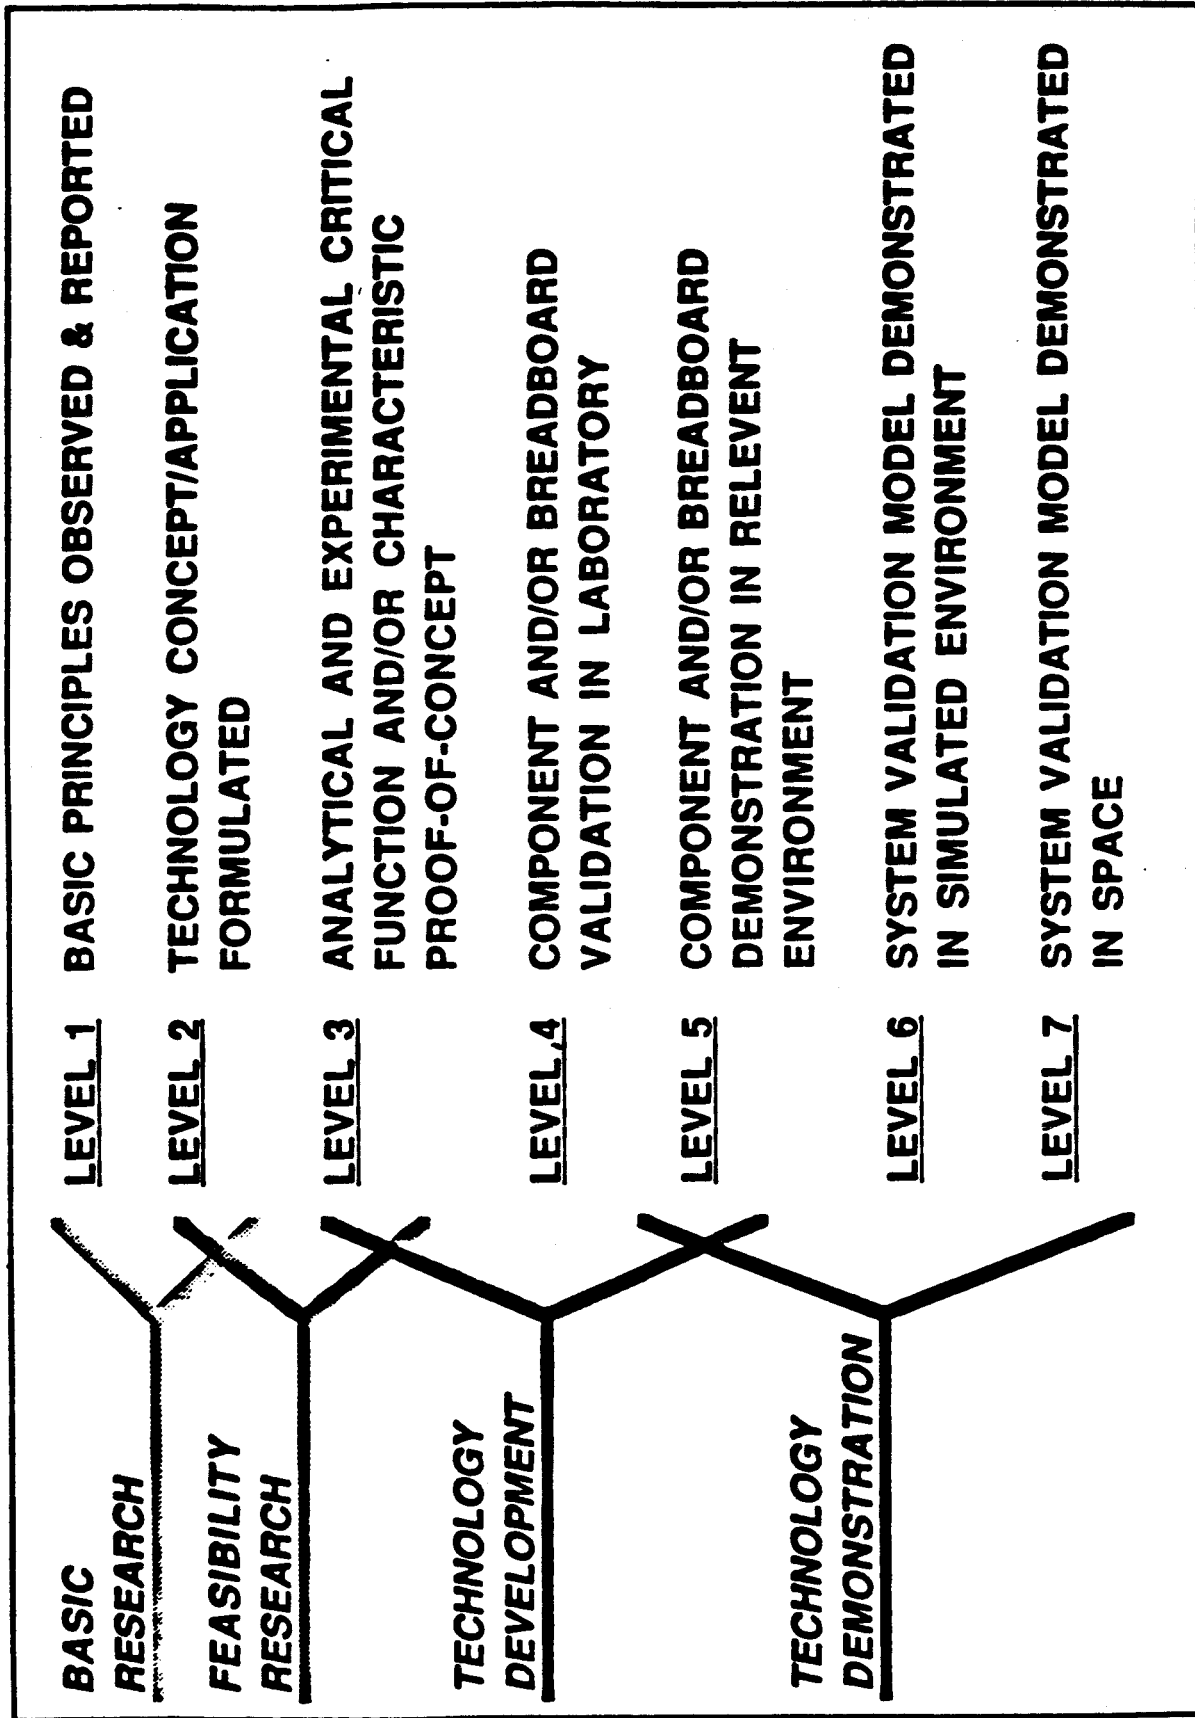 BASIC
RESEARCH
FEASIBILITY
RESEARCH
TECHNOLOGY
DEVELOPMENT
TECHNOLOGY
DEMONSTRATION
LEVEL 1
BASIC PRINCIPLES OBSERVED & REPORTED
LEVEL 2
TECHNOLOGY CONCEPT/APPLICATION
FORMULATED
LEVEL 3
ANALYTICAL AND EXPERIMENTAL CRITICAL
FUNCTION AND/OR CHARACTERISTIC
PROOF-OF-CONCEPT
LEVEL 4
COMPONENT AND/OR BREADBOARD
VALIDATION IN LABORATORY
LEVEL 5
COMPONENT AND/OR BREADBOARD
DEMONSTRATION IN RELEVENT
ENVIRONMENT
LEVEL 6
SYSTEM VALIDATION MODEL DEMONSTRATED
IN SIMULATED ENVIRONMENT
LEVEL 7
SYSTEM VALIDATION MODEL DEMONSTRATED
IN SPACE